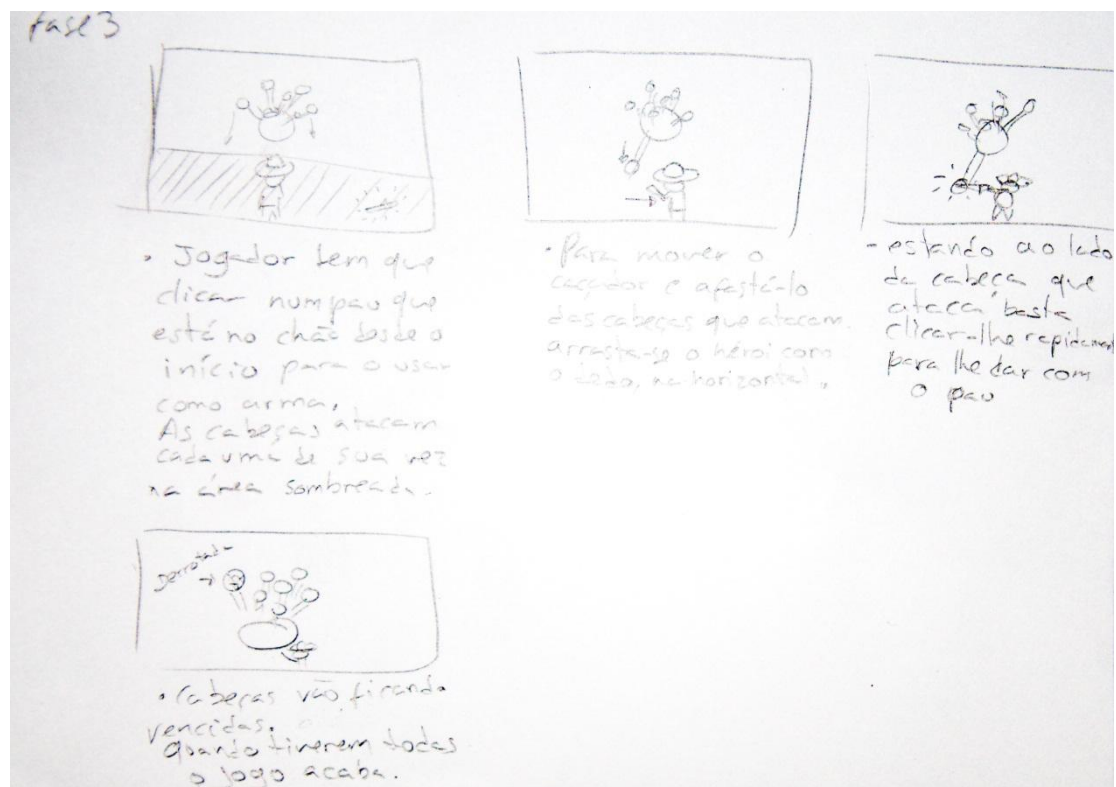 fase 3
• Jogador tem que
clicar num pau que
está no chão desde o
início para o usar
como arma.
As cabeças atacam
cada uma de sua vez
na área sombreada.
• Para mover o
caçador e afastá-lo
das cabeças que atacam,
arrasta-se o héroi com
o dedo, na horizontal.
- estando ao lado
da cabeça que
ataca, basta
clicar-lhe rapidamente
para lhe dar com
o pau
Derrotada
• Cabeças vão ficando
vencidas.
Quando tiverem todas
o jogo acaba.